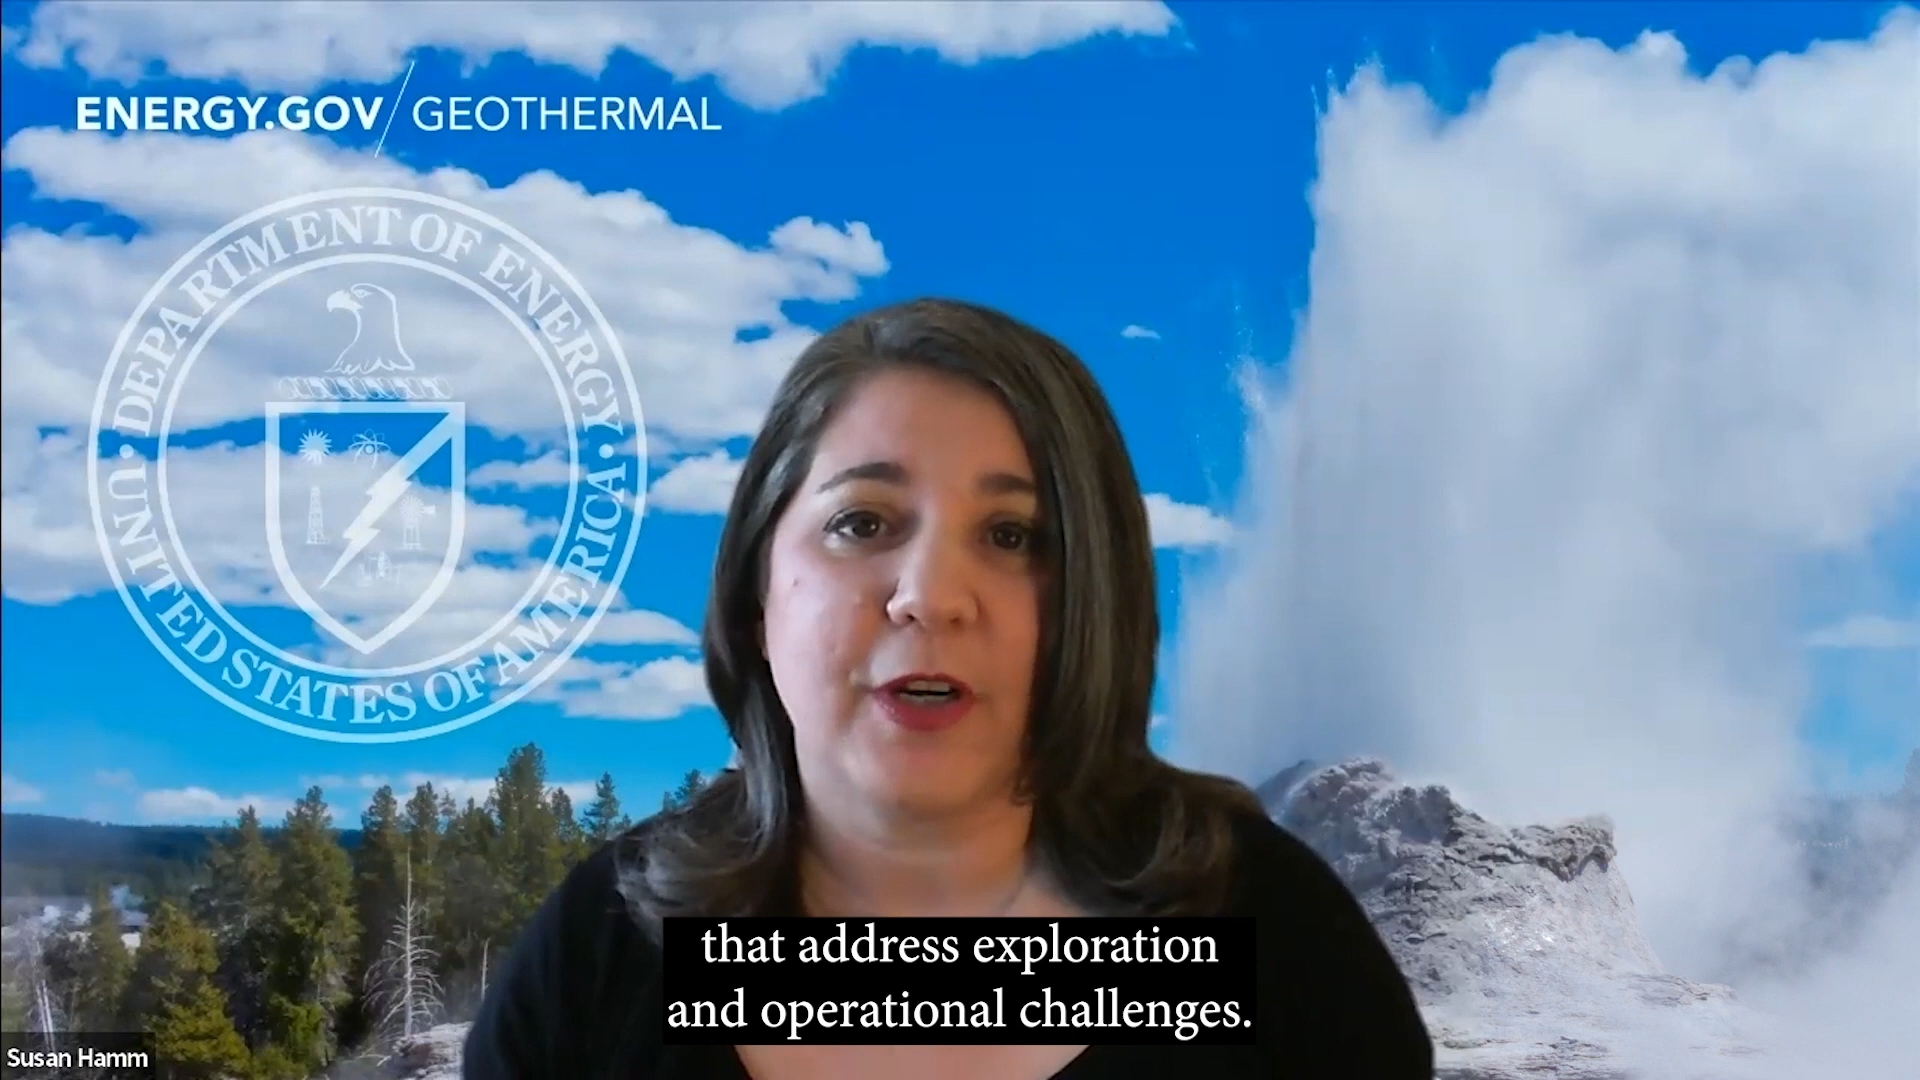 ENERGY.GOV/GEOTHERMAL
· DEPARTMENT OF ENERGY ·
UNITED STATES OF AMERICA
that address exploration
and operational challenges.
Susan Hamm